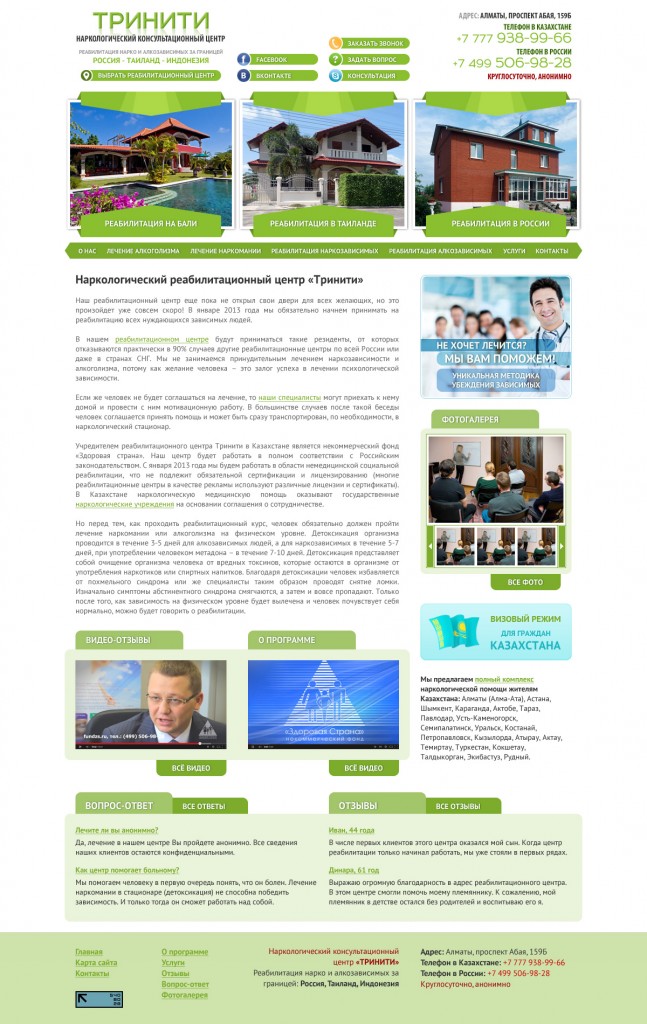 ТРИНИТИ
НАРКОЛОГИЧЕСКИЙ КОНСУЛЬТАЦИОННЫЙ ЦЕНТР
РЕАБИЛИТАЦИЯ НАРКО И АЛКОЗАВИСИМЫХ ЗА ГРАНИЦЕЙ
РОССИЯ - ТАИЛАНД - ИНДОНЕЗИЯ
ВЫБРАТЬ РЕАБИЛИТАЦИОННЫЙ ЦЕНТР
FACEBOOK
ВКОНТАКТЕ
ЗАКАЗАТЬ ЗВОНОК
ЗАДАТЬ ВОПРОС
КОНСУЛЬТАЦИЯ
АДРЕС: АЛМАТЫ, ПРОСПЕКТ АБАЯ, 159Б
ТЕЛЕФОН В КАЗАХСТАНЕ
+7 777 938-99-66
ТЕЛЕФОН В РОССИИ
+7 499 506-98-28
КРУГЛОСУТОЧНО, АНОНИМНО
РЕАБИЛИТАЦИЯ НА БАЛИ
РЕАБИЛИТАЦИЯ В ТАИЛАНДЕ
РЕАБИЛИТАЦИЯ В РОССИИ
О НАС ЛЕЧЕНИЕ АЛКОГОЛИЗМА ЛЕЧЕНИЕ НАРКОМАНИИ РЕАБИЛИТАЦИЯ НАРКОЗАВИСИМЫХ РЕАБИЛИТАЦИЯ АЛКОЗАВИСИМЫХ УСЛУГИ КОНТАКТЫ
Наркологический реабилитационный центр «Тринити»
Наш реабилитационный центр еще пока не открыл свои двери для всех желающих, но это
произойдет уже совсем скоро! В январе 2013 года мы обязательно начнем принимать на
реабилитацию всех нуждающихся зависимых людей.
В нашем реабилитационном центре будут приниматься такие резиденты, от которых
отказываются практически в 90% случаев другие реабилитационные центры по всей России или
даже в странах СНГ. Мы не занимаемся принудительным лечением наркозависимости и
алкоголизма, потому как желание человека – это залог успеха в лечении психологической
зависимости.
Если же человек не будет соглашаться на лечение, то наши специалисты могут приехать к нему
домой и провести с ним мотивационную работу. В большинстве случаев после такой беседы
человек соглашается принять помощь и может быть сразу транспортирован, по необходимости, в
наркологический стационар.
Учредителем реабилитационного центра Тринити в Казахстане является некоммерческий фонд
«Здоровая страна». Наш центр будет работать в полном соответствии с Российским
законодательством. С января 2013 года мы будем работать в области немедицинской социальной
реабилитации, что не подлежит обязательной сертификации и лицензированию (многие
реабилитационные центры в качестве рекламы используют различные лицензии и сертификаты).
В Казахстане наркологическую медицинскую помощь оказывают государственные
наркологические учреждения на основании соглашения о сотрудничестве.
Но перед тем, как проходить реабилитационный курс, человек обязательно должен пройти
лечение наркомании или алкоголизма на физическом уровне. Детоксикация организма
проводится в течение 3-5 дней для алкозависимых людей, а для наркозависимых в течение 5-7
дней, при употреблении человеком метадона – в течение 7-10 дней. Детоксикация представляет
собой очищение организма человека от вредных токсинов, которые остаются в организме от
употребления наркотиков или спиртных напитков. Благодаря детоксикации человек избавляется
от похмельного синдрома или же специалисты таким образом проводят снятие ломки.
Изначально симптомы абстинентного синдрома смягчаются, а затем и вовсе пропадают. Только
после того, как зависимость на физическом уровне будет вылечена и человек почувствует себя
нормально, можно будет говорить о реабилитации.
НЕ ХОЧЕТ ЛЕЧИТСЯ?
МЫ ВАМ ПОМОЖЕМ!
УНИКАЛЬНАЯ МЕТОДИКА
УБЕЖДЕНИЯ ЗАВИСИМЫХ
ФОТОГАЛЕРЕЯ
ВСЕ ФОТО
ВИЗОВЫЙ РЕЖИМ
ДЛЯ ГРАЖДАН
КАЗАХСТАНА
Мы предлагаем полный комплекс
наркологической помощи жителям
Казахстана: Алматы (Алма-Ата), Астана,
Шымкент, Караганда, Актобе, Тараз,
Павлодар, Усть-Каменогорск,
Семипалатинск, Уральск, Костанай,
Петропавловск, Кызылорда, Атырау, Актау,
Темиртау, Туркестан, Кокшетау,
Талдыкорган, Экибастуз, Рудный.
ВИДЕО-ОТЗЫВЫ
fundzs.ru, тел.: (499) 506-98-
ВСЁ ВИДЕО
О ПРОГРАММЕ
«Здоровая Страна»
некоммерческий фонд
ВСЁ ВИДЕО
ВОПРОС-ОТВЕТ
ВСЕ ОТВЕТЫ
Лечите ли вы анонимно?
Да, лечение в нашем центре Вы пройдете анонимно. Все сведения
наших клиентов остаются конфиденциальными.
Как центр помогает больному?
Мы помогаем человеку в первую очередь понять, что он болен. Лечение
наркомании в стационаре (детоксикация) не способна победить
зависимость. И только тогда он сможет работать над собой.
ОТЗЫВЫ
ВСЕ ОТЗЫВЫ
Иван, 44 года
В числе первых клиентов этого центра оказался мой сын. Когда центр
реабилитации только начинал работать, мы уже стояли в первых рядах.
Динара, 61 год
Выражаю огромную благодарность в адрес реабилитационного центра.
В этом центре смогли помочь моему племяннику. К сожалению, мой
племянник в детстве остался без родителей и воспитываю его я.
Главная
Карта сайта
Контакты
О программе
Услуги
Отзывы
Вопрос-ответ
Фотогалерея
Наркологический консультационный
центр «ТРИНИТИ»
Реабилитация нарко и алкозависимых за
границей: Россия, Таиланд, Индонезия
Адрес: Алматы, проспект Абая, 159Б
Телефон в Казахстане: +7 777 938-99-66
Телефон в России: +7 499 506-98-28
Круглосуточно, анонимно